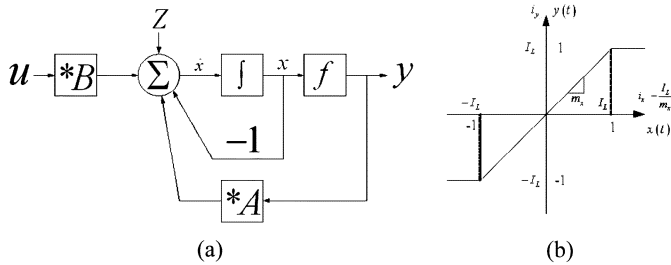 Z
u *B Σ ẋ ∫ x f y
−1
*A
(a)
i_y y(t)
I_L 1
m_x
−I_L I_L i_x − I_L/m_x
-1 1 x(t)
−I_L -1
(b)